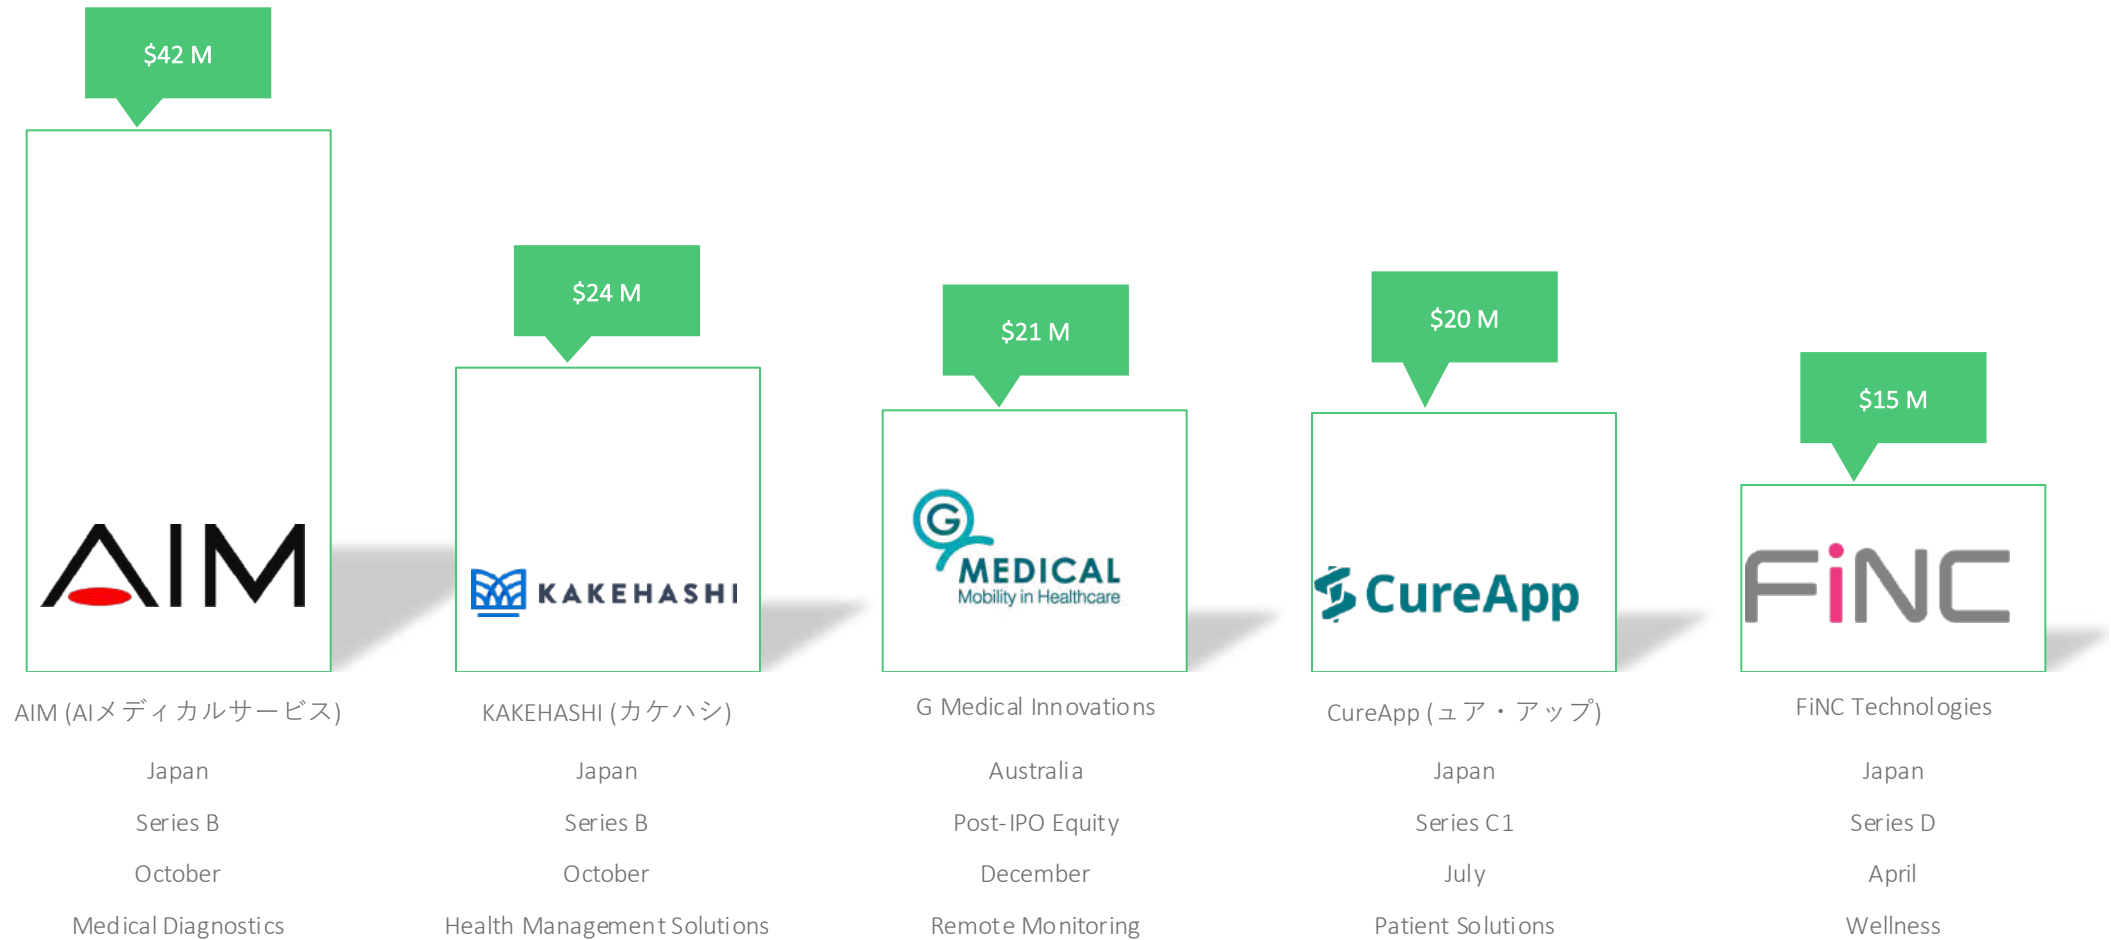 $42 M
$24 M
$21 M
$20 M
$15 M
AIM
KAKEHASHI
G
MEDICAL
Mobility in Healthcare
CureApp
FiNC
AIM (AIメディカルサービス)
KAKEHASHI (カケハシ)
G Medical Innovations
CureApp (ュア・アップ)
FiNC Technologies
Japan
Japan
Australia
Japan
Japan
Series B
Series B
Post-IPO Equity
Series C1
Series D
October
October
December
July
April
Medical Diagnostics
Health Management Solutions
Remote Monitoring
Patient Solutions
Wellness